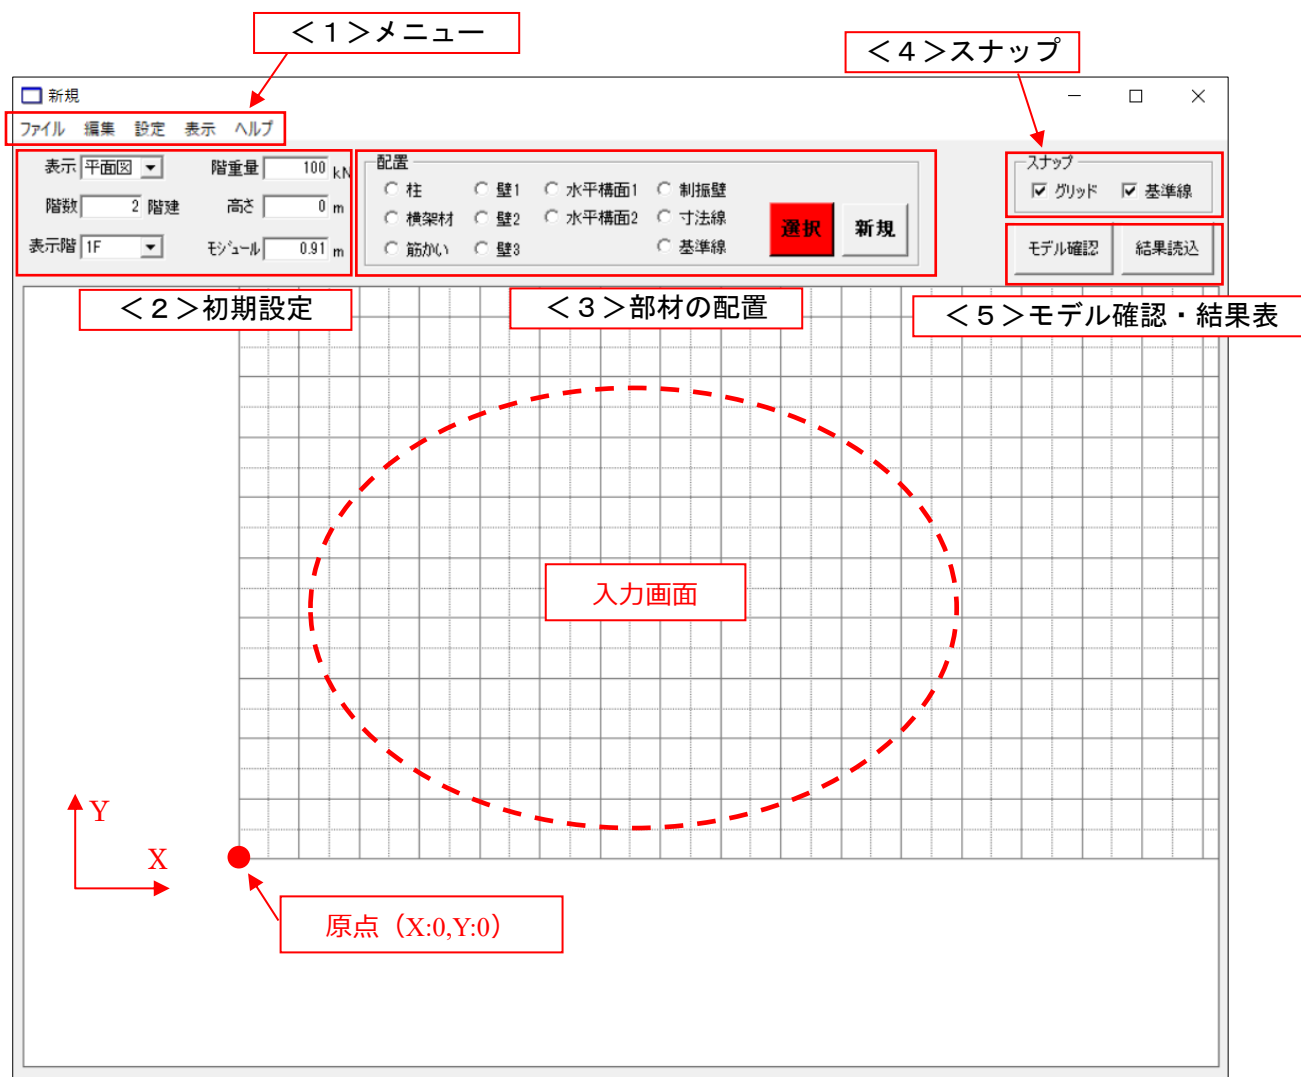 ＜１＞メニュー
＜４＞スナップ
新規
ファイル 編集 設定 表示 ヘルプ
表示 平面図 階重量 100 kN
階数 2 階建 高さ 0 m
表示階 1F モジュール 0.91 m
配置
柱 壁1 水平構面1 制振壁
横架材 壁2 水平構面2 寸法線
筋かい 壁3 基準線
選択 新規
スナップ
グリッド 基準線
モデル確認 結果読込
＜２＞初期設定
＜３＞部材の配置
＜５＞モデル確認・結果表
入力画面
Y
X
原点（X:0,Y:0）